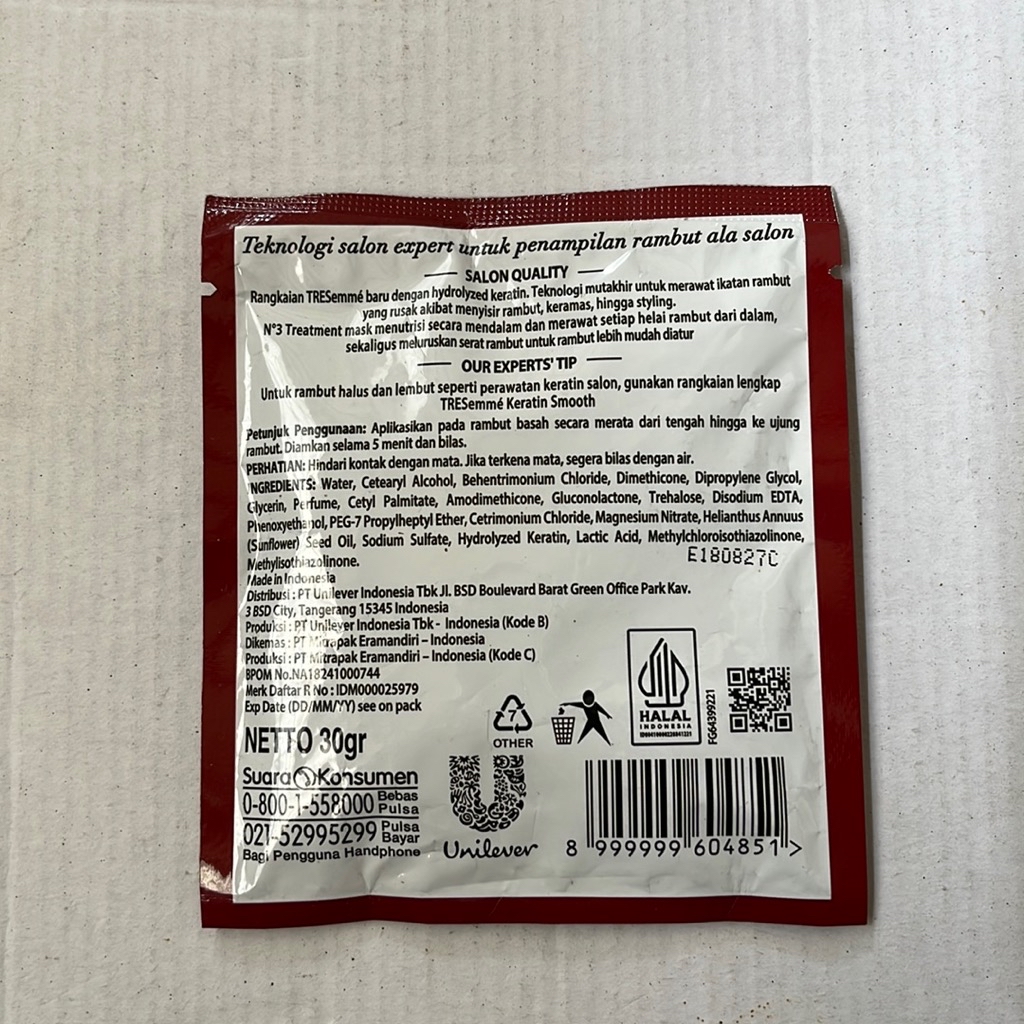 Teknologi salon expert untuk penampilan rambut ala salon
SALON QUALITY
Rangkaian TRESemmé baru dengan hydrolyzed keratin. Teknologi mutakhir untuk merawat ikatan rambut
yang rusak akibat menyisir rambut, keramas, hingga styling.
N°3 Treatment mask menutrisi secara mendalam dan merawat setiap helai rambut dari dalam,
sekaligus meluruskan serat rambut untuk rambut lebih mudah diatur
OUR EXPERTS' TIP
Untuk rambut halus dan lembut seperti perawatan keratin salon, gunakan rangkaian lengkap
TRESemmé Keratin Smooth
Petunjuk Penggunaan: Aplikasikan pada rambut basah secara merata dari tengah hingga ke ujung
rambut. Diamkan selama 5 menit dan bilas.
PERHATIAN: Hindari kontak dengan mata. Jika terkena mata, segera bilas dengan air.
INGREDIENTS: Water, Cetearyl Alcohol, Behentrimonium Chloride, Dimethicone, Dipropylene Glycol,
Glycerin, Perfume, Cetyl Palmitate, Amodimethicone, Gluconolactone, Trehalose, Disodium EDTA,
Phenoxyethanol, PEG-7 Propylheptyl Ether, Cetrimonium Chloride, Magnesium Nitrate, Helianthus Annuus
(Sunflower) Seed Oil, Sodium Sulfate, Hydrolyzed Keratin, Lactic Acid, Methylchloroisothiazolinone,
Methylisothiazolinone.
E180827C
Made in Indonesia
Distribusi : PT Unilever Indonesia Tbk Jl. BSD Boulevard Barat Green Office Park Kav.
3 BSD City, Tangerang 15345 Indonesia
Produksi : PT Unilever Indonesia Tbk - Indonesia (Kode B)
Dikemas : PT Mitrapak Eramandiri – Indonesia
Produksi : PT Mitrapak Eramandiri – Indonesia (Kode C)
BPOM No.NA18241000744
Merk Daftar R No : IDM000025979
Exp Date (DD/MM/YY) see on pack
NETTO 30gr
7
OTHER
HALAL
INDONESIA
FG64399221
Suara Konsumen
0-800-1-558000 Bebas Pulsa
021-52995299 Pulsa Bayar
Bagi Pengguna Handphone
Unilever
8 999999 604851 >